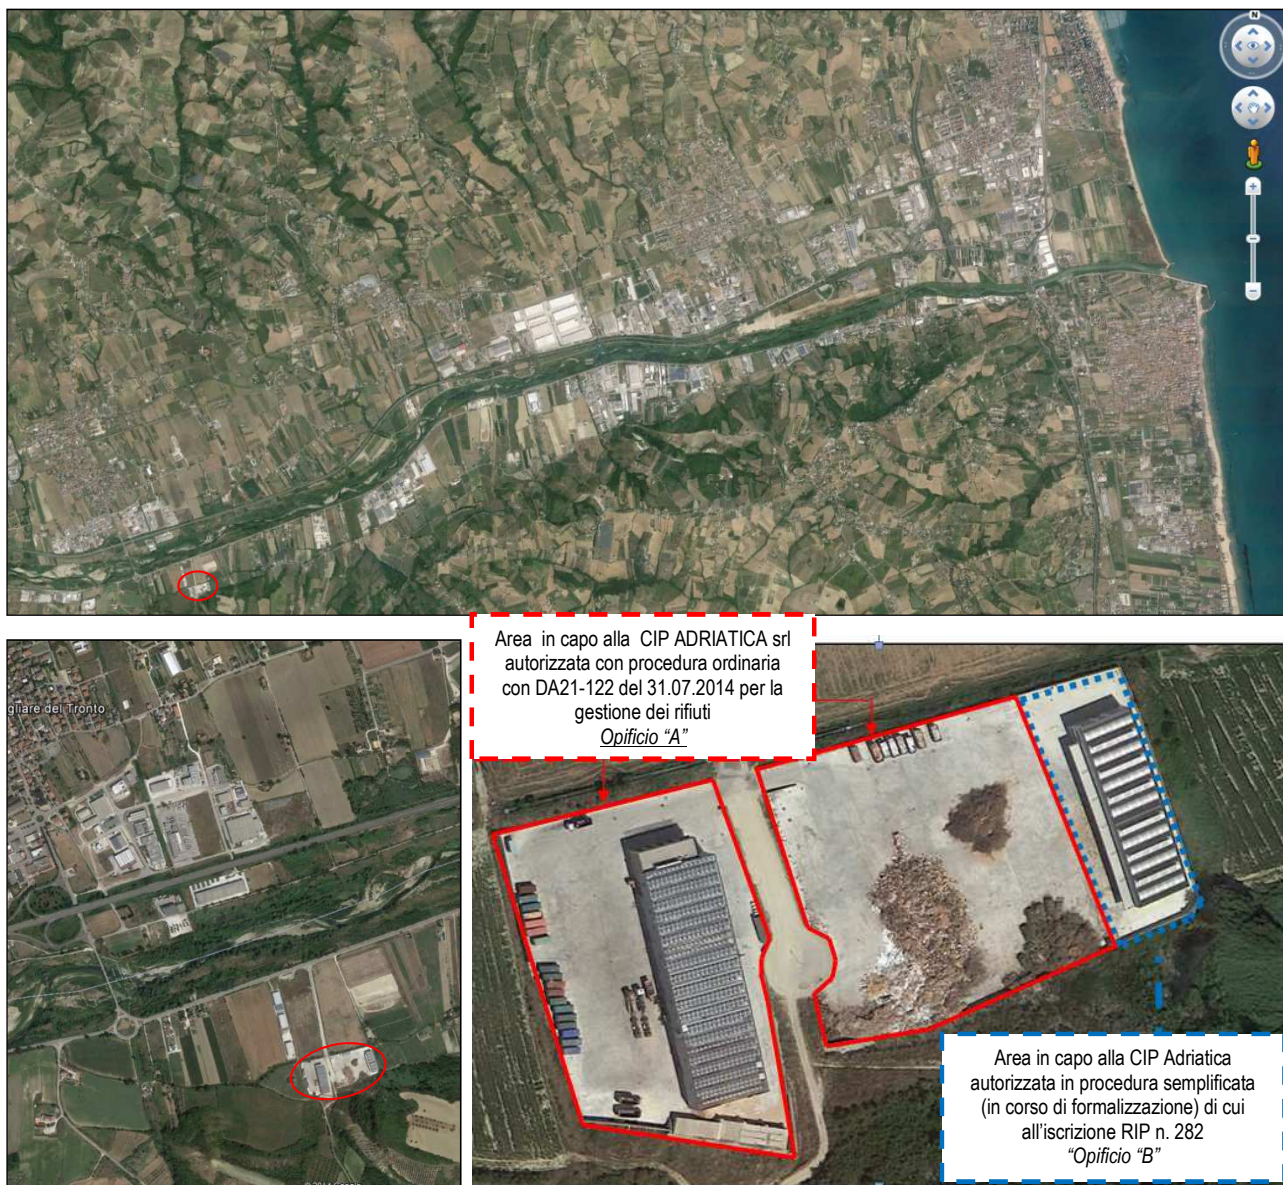 N
Area in capo alla CIP ADRIATICA srl
autorizzata con procedura ordinaria
con DA21-122 del 31.07.2014 per la
gestione dei rifiuti
Opificio “A”
gliare del Tronto
Area in capo alla CIP Adriatica
autorizzata in procedura semplificata
(in corso di formalizzazione) di cui
all’iscrizione RIP n. 282
“Opificio “B”